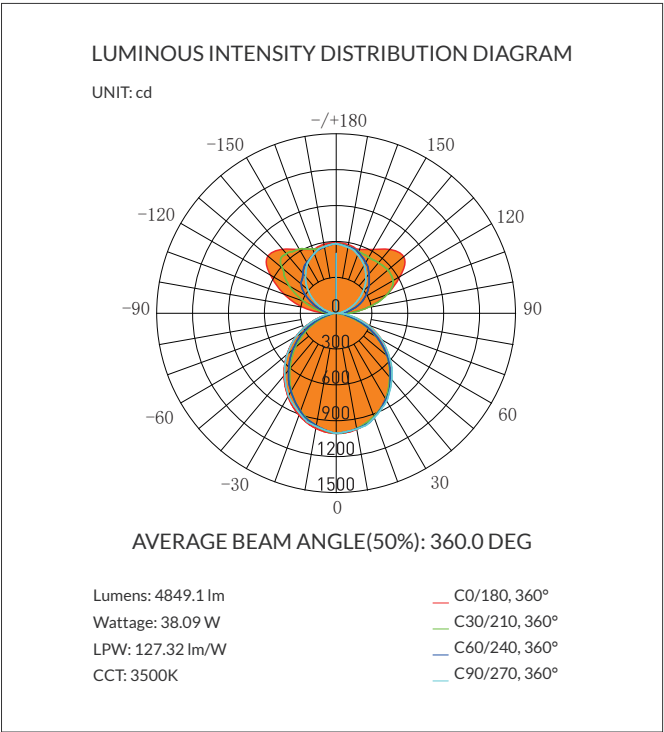 LUMINOUS INTENSITY DISTRIBUTION DIAGRAM
UNIT: cd
-/+180
-150
150
-120
120
-90
0
90
300
600
-60
900
60
1200
-30
1500
30
0
AVERAGE BEAM ANGLE(50%): 360.0 DEG
Lumens: 4849.1 lm
Wattage: 38.09 W
LPW: 127.32 lm/W
CCT: 3500K
C0/180, 360°
C30/210, 360°
C60/240, 360°
C90/270, 360°